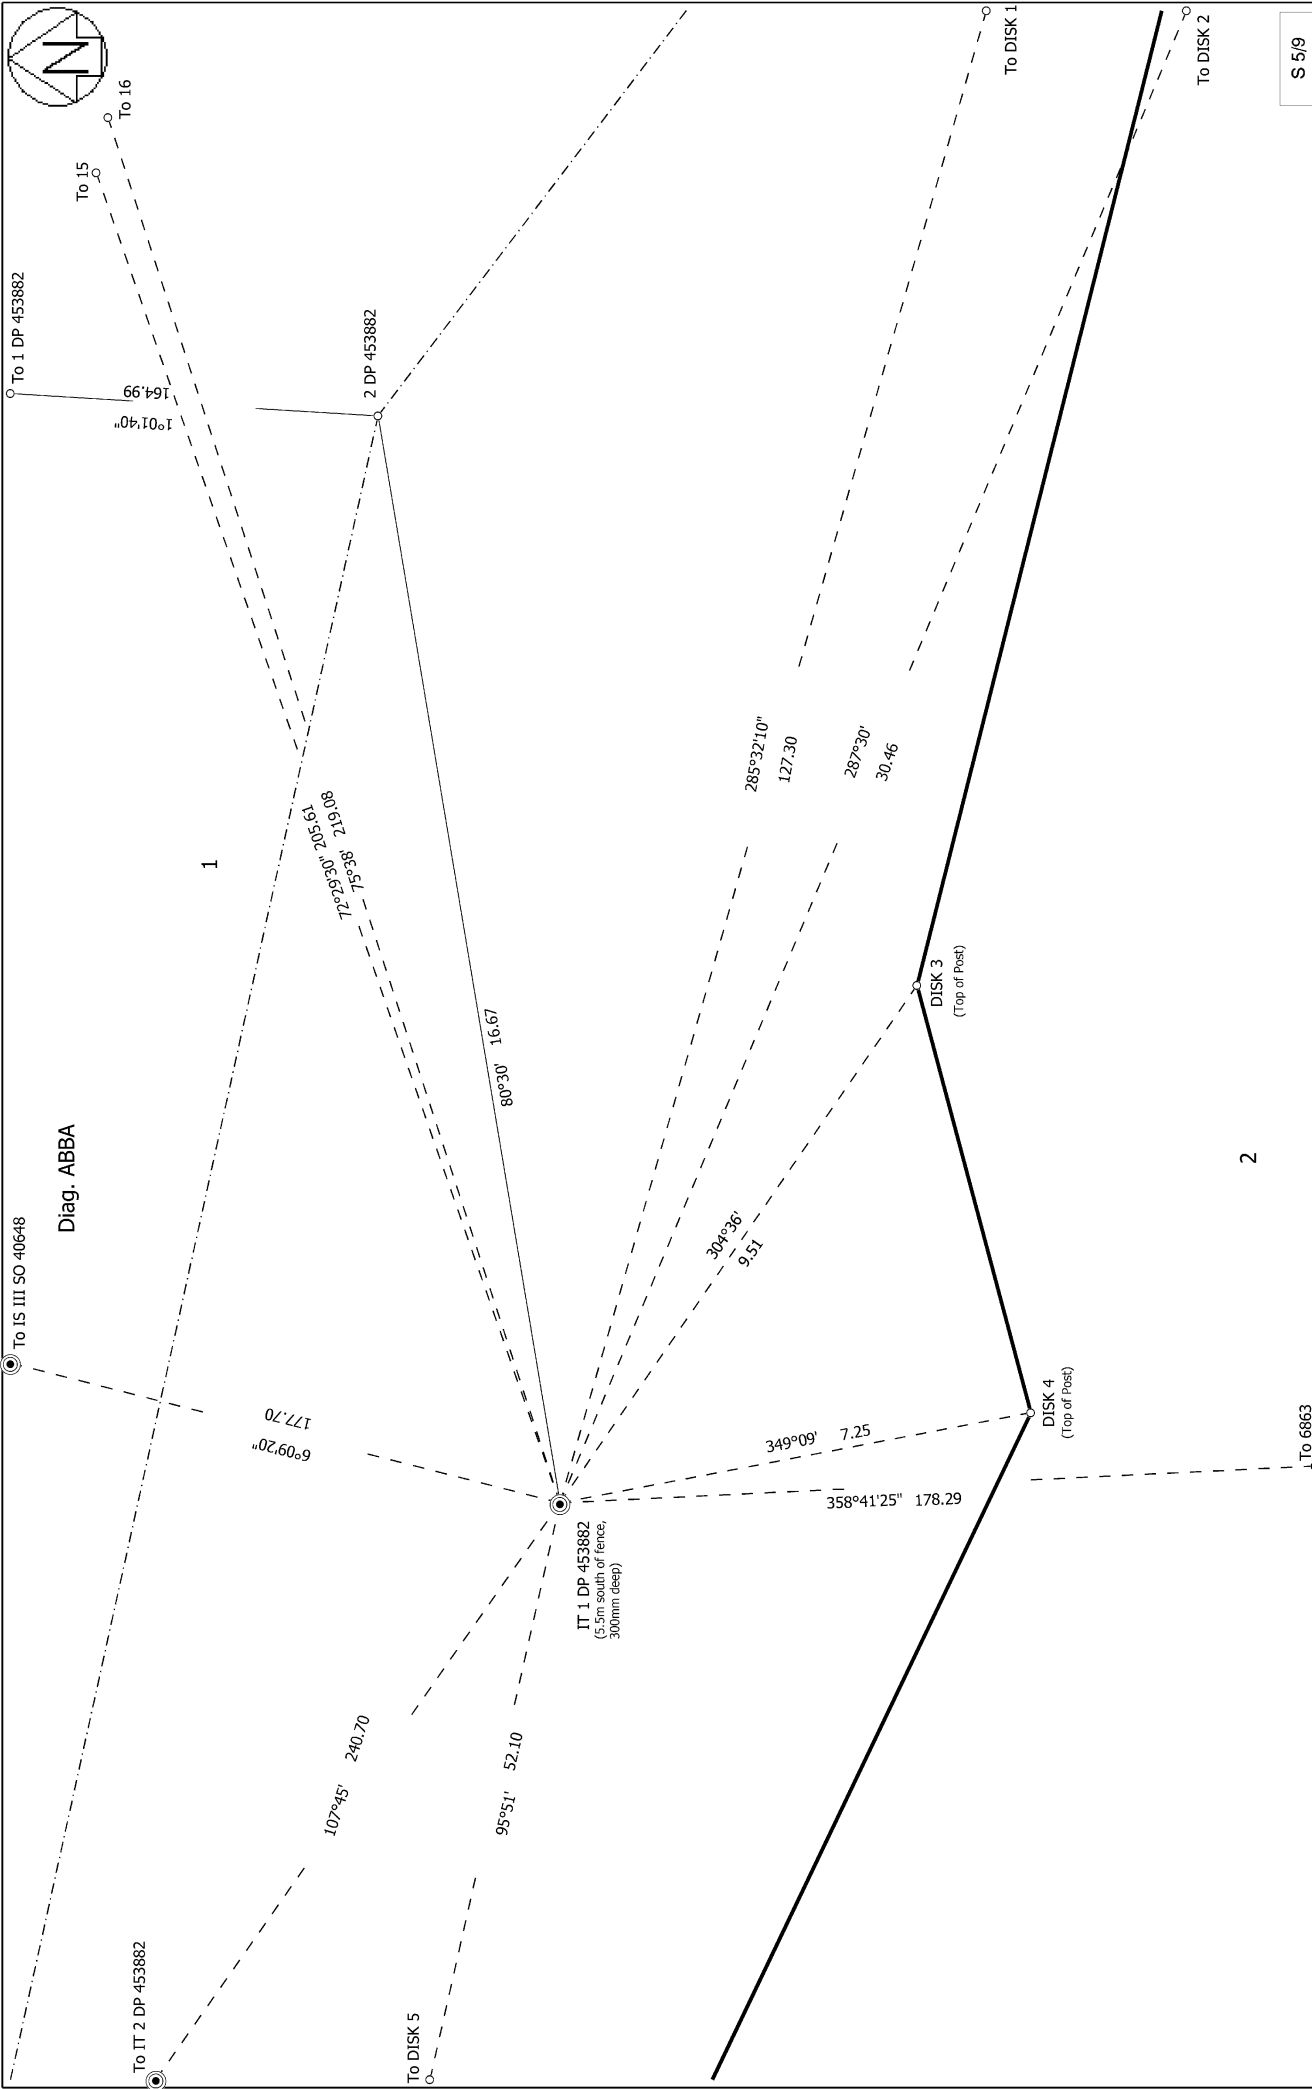 N
To 16
To 15
To 1 DP 453882
164.99
1°01'40"
2 DP 453882
To DISK 1
To DISK 2
S 5/9
1
72°29'30" 205.61
75°38' 219.08
285°32'10"
127.30
287°30'
30.46
80°30' 16.67
DISK 3
(Top of Post)
Diag. ABBA
To IS III SO 40648
177.70
6°09'20"
304°36'
9.51
2
349°09' 7.25
DISK 4
(Top of Post)
358°41'25" 178.29
To 6863
IT 1 DP 453882
(5.5m south of fence,
300mm deep)
107°45' 240.70
95°51' 52.10
To IT 2 DP 453882
To DISK 5